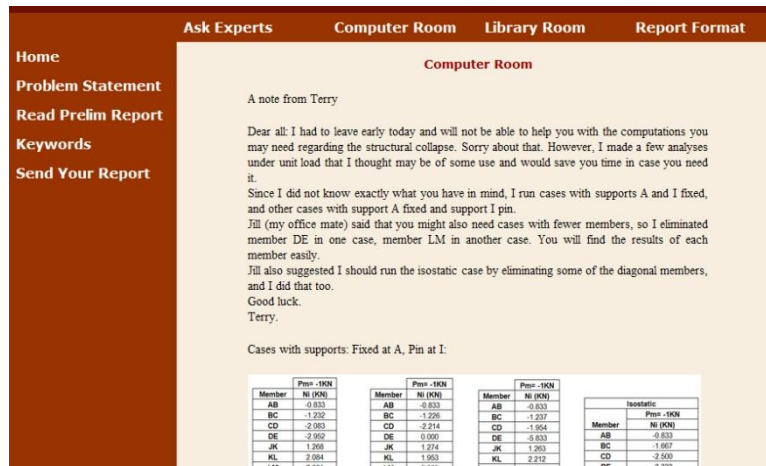 Ask Experts Computer Room Library Room Report Format
Home
Problem Statement
Read Prelim Report
Keywords
Send Your Report
Computer Room
A note from Terry
Dear all: I had to leave early today and will not be able to help you with the computations you
may need regarding the structural collapse. Sorry about that. However, I made a few analyses
under unit load that I thought may be of some use and would save you time in case you need
it.
Since I did not know exactly what you have in mind, I run cases with supports A and I fixed,
and other cases with support A fixed and support I pin.
Jill (my office mate) said that you might also need cases with fewer members, so I eliminated
member DE in one case, member LM in another case. You will find the results of each
member easily.
Jill also suggested I should run the isostatic case by eliminating some of the diagonal members,
and I did that too.
Good luck.
Terry.
Cases with supports: Fixed at A, Pin at I:
Pm= -1KN
Member Ni (KN)
AB -0.833
BC -1.232
CD -2.083
DE -2.952
JK 1.268
KL 2.084
Pm= -1KN
Member Ni (KN)
AB -0.833
BC -1.226
CD -2.214
DE 0.000
JK 1.274
KL 1.953
Pm= -1KN
Member Ni (KN)
AB -0.833
BC -1.237
CD -1.954
DE -5.833
JK 1.263
KL 2.212
Isostatic
Pm= -1KN
Member Ni (KN)
AB -0.833
BC -1.667
CD -2.500